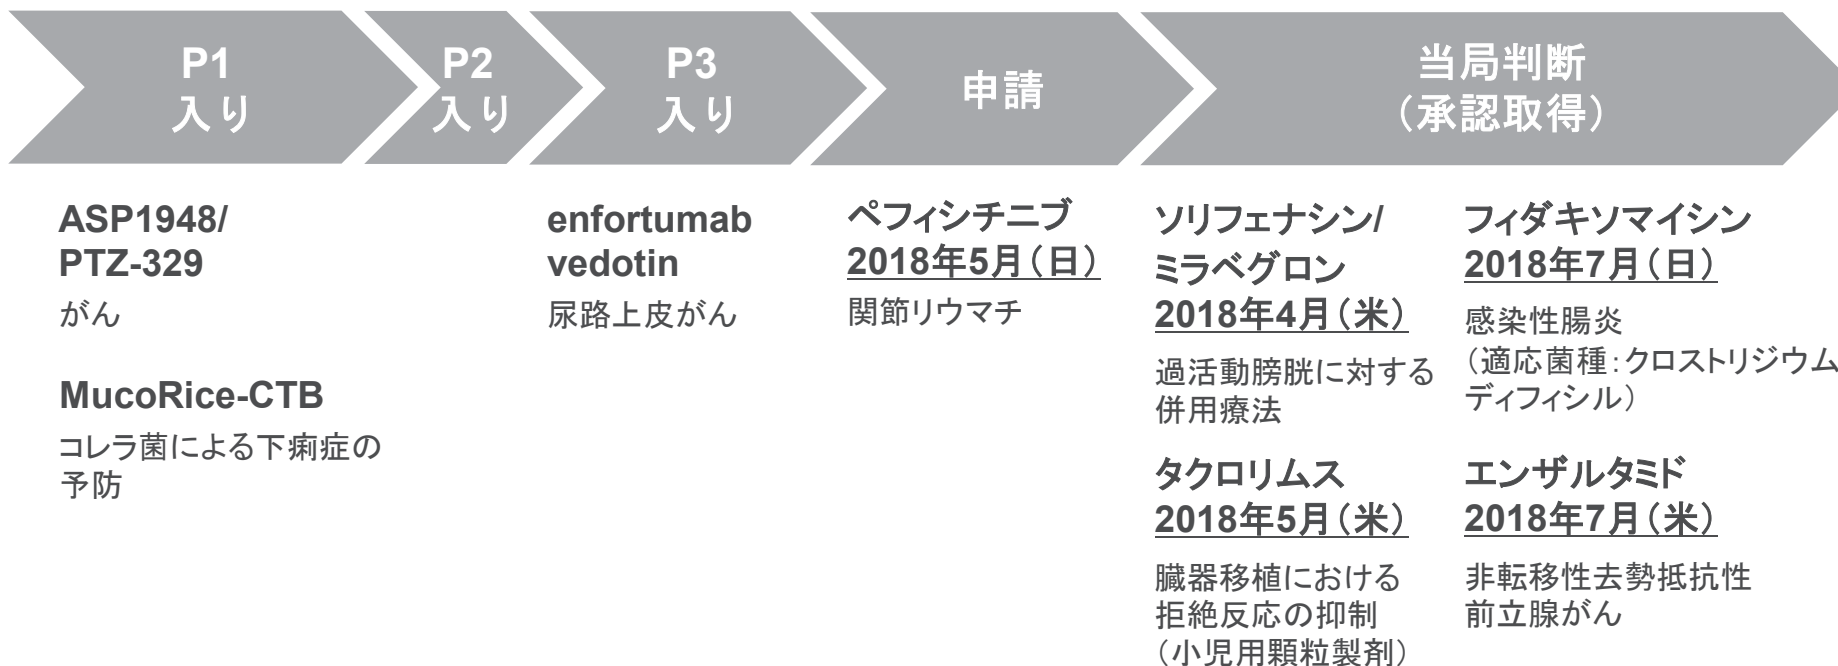 P1
入り
P2
入り
P3
入り
申請
当局判断
（承認取得）
ASP1948/
PTZ-329
がん
MucoRice-CTB
コレラ菌による下痢症の
予防
enfortumab
vedotin
尿路上皮がん
ペフィシチニブ
2018年5月（日）
関節リウマチ
ソリフェナシン/
ミラベグロン
2018年4月（米）
過活動膀胱に対する
併用療法
タクロリムス
2018年5月（米）
臓器移植における
拒絶反応の抑制
（小児用顆粒製剤）
フィダキソマイシン
2018年7月（日）
感染性腸炎
（適応菌種：クロストリジウム
ディフィシル）
エンザルタミド
2018年7月（米）
非転移性去勢抵抗性
前立腺がん